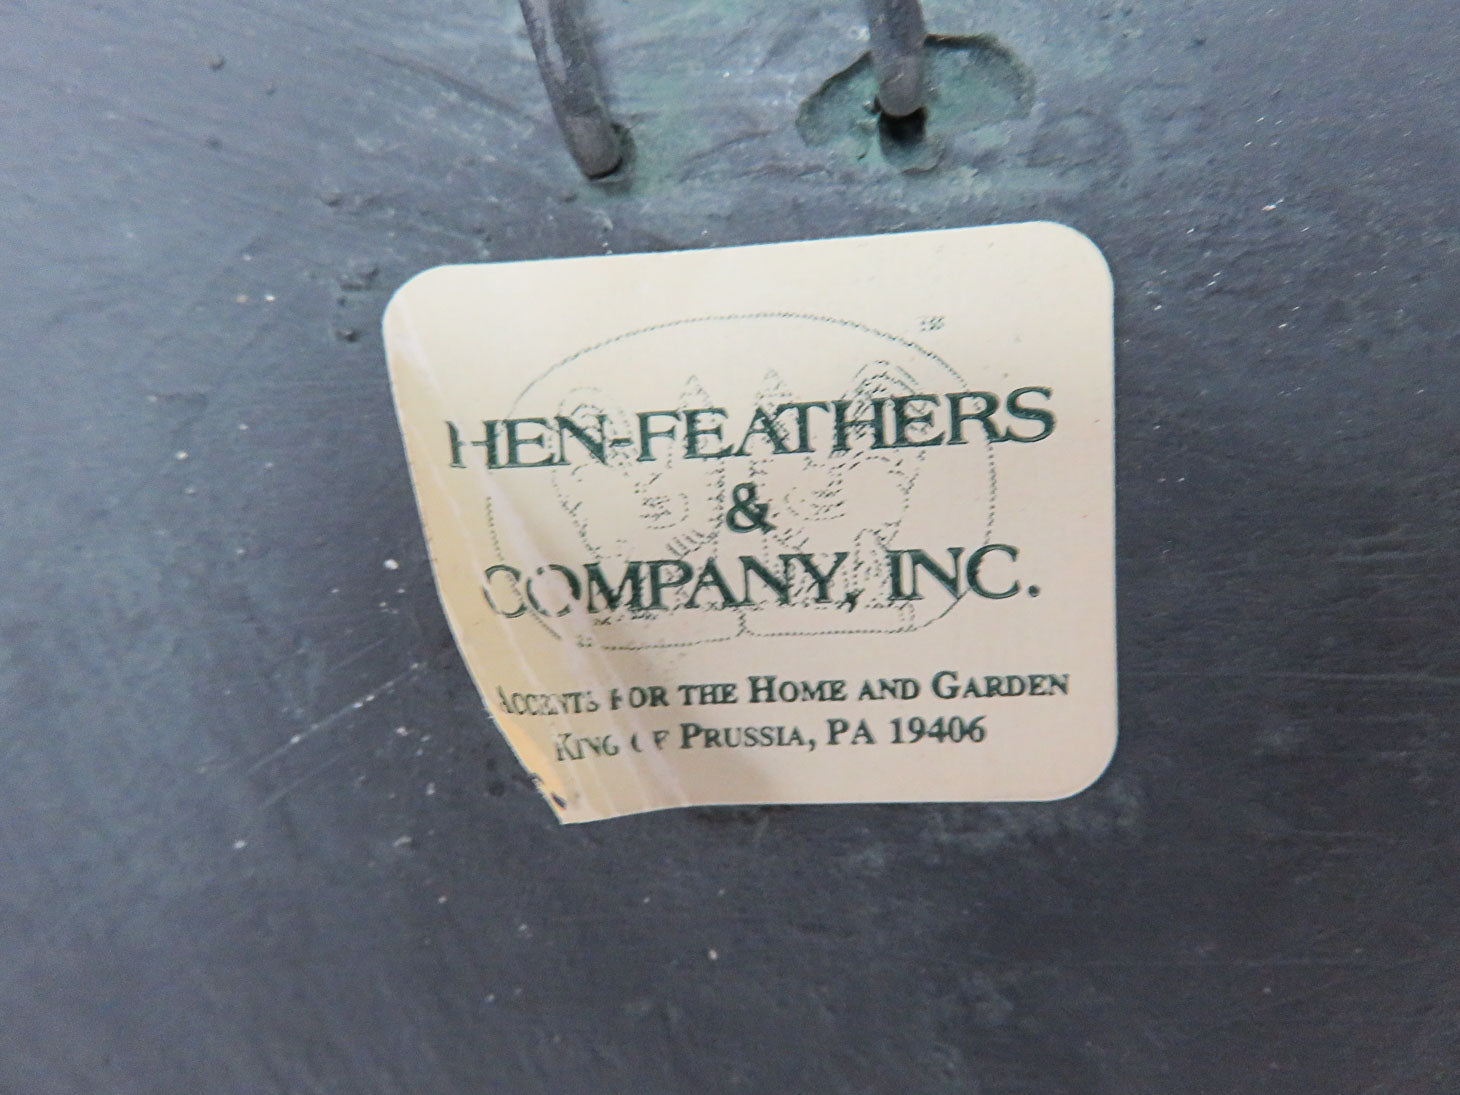 HEN-FEATHERS
&
COMPANY, INC.
ACCENTS FOR THE HOME AND GARDEN
KING OF PRUSSIA, PA 19406